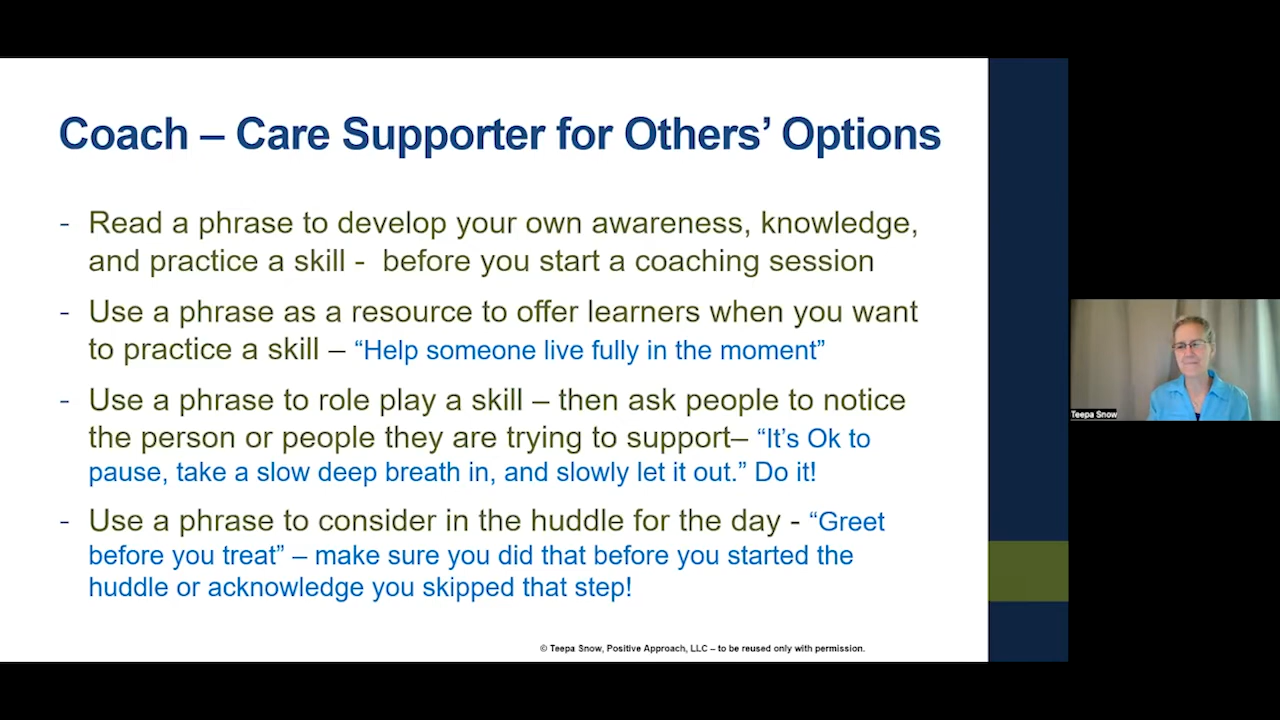 Coach – Care Supporter for Others’ Options
- Read a phrase to develop your own awareness, knowledge,
and practice a skill - before you start a coaching session
- Use a phrase as a resource to offer learners when you want
to practice a skill – “Help someone live fully in the moment”
- Use a phrase to role play a skill – then ask people to notice
the person or people they are trying to support– “It’s Ok to
pause, take a slow deep breath in, and slowly let it out.” Do it!
- Use a phrase to consider in the huddle for the day - “Greet
before you treat” – make sure you did that before you started the
huddle or acknowledge you skipped that step!
© Teepa Snow, Positive Approach, LLC – to be reused only with permission.
Teepa Snow